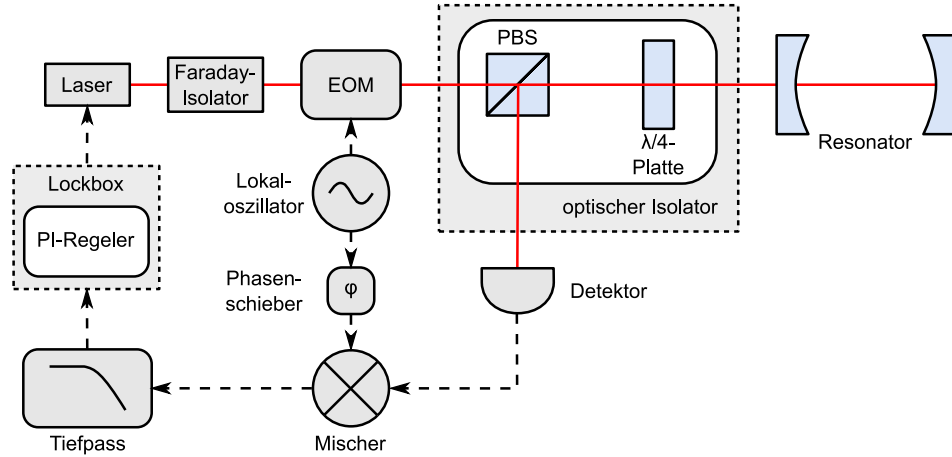 PBS
Laser
Faraday-
Isolator
EOM
λ/4-
Platte
Resonator
optischer Isolator
Lockbox
PI-Regeler
Lokal-
oszillator
Phasen-
schieber
φ
Detektor
Tiefpass
Mischer